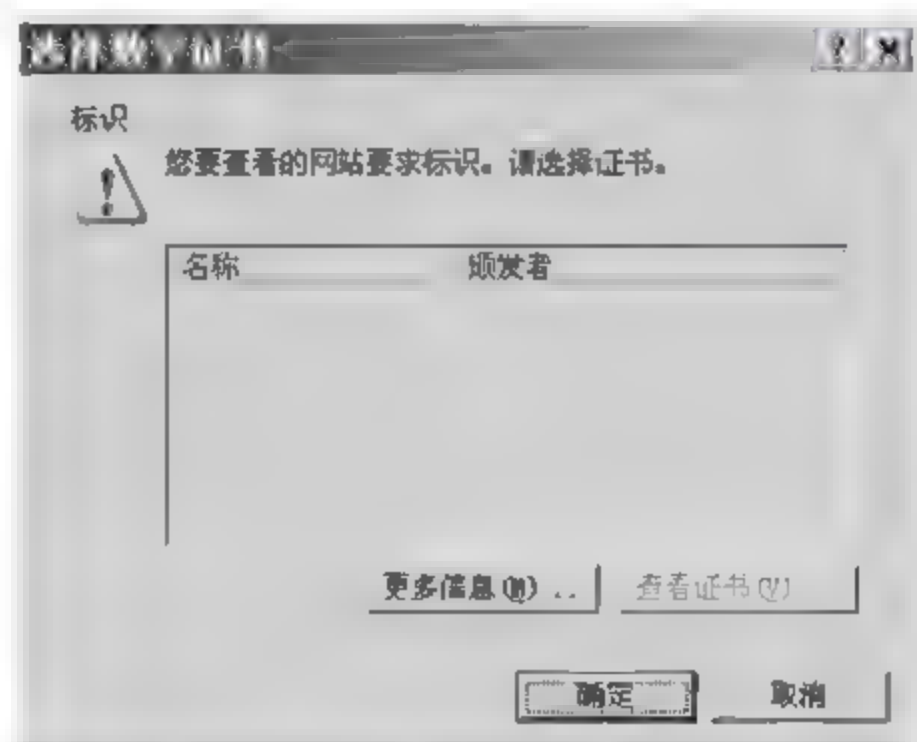 选择数字证书
标识
您要查看的网站要求标识。请选择证书。
名称 颁发者
更多信息(M)... 查看证书(V)
确定 取消